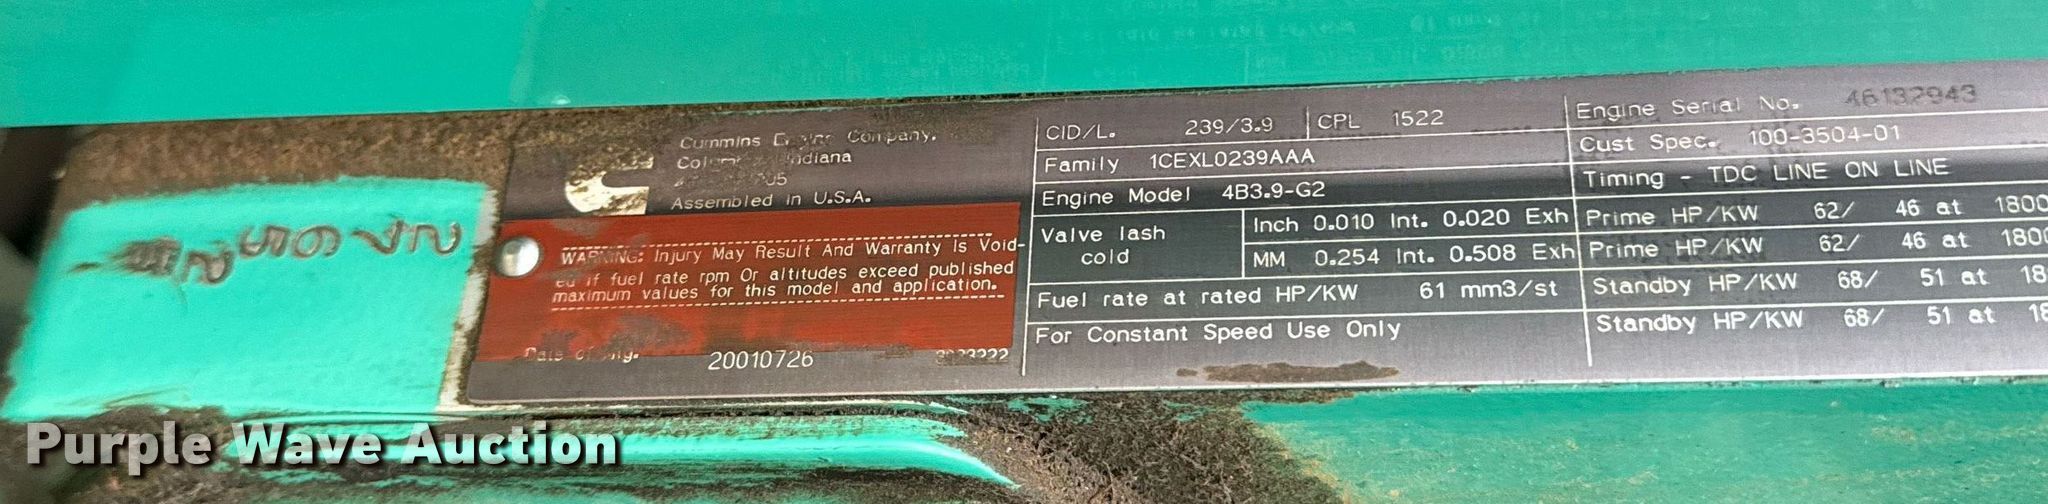 Cummins Company.
Indiana
Assembled in U.S.A.
WARNING: Injury May Result And Warranty Is Void-
ed if fuel rate rpm Or altitudes exceed published
maximum values for this model and application.
Date of Mfg. 20010726
CID/L. 239/3.9 CPL 1522
Family 1CEXL0239AAA
Engine Model 4B3.9-G2
Valve lash cold
Inch 0.010 Int. 0.020 Exh
MM 0.254 Int. 0.508 Exh
Fuel rate at rated HP/KW 61 mm3/st
For Constant Speed Use Only
Engine Serial No. 46132943
Cust Spec. 100-3504-01
Timing - TDC LINE ON LINE
Prime HP/KW 62/ 46 at 1800
Prime HP/KW 62/ 46 at 1800
Standby HP/KW 68/ 51 at 18
Standby HP/KW 68/ 51 at 18
Purple Wave Auction